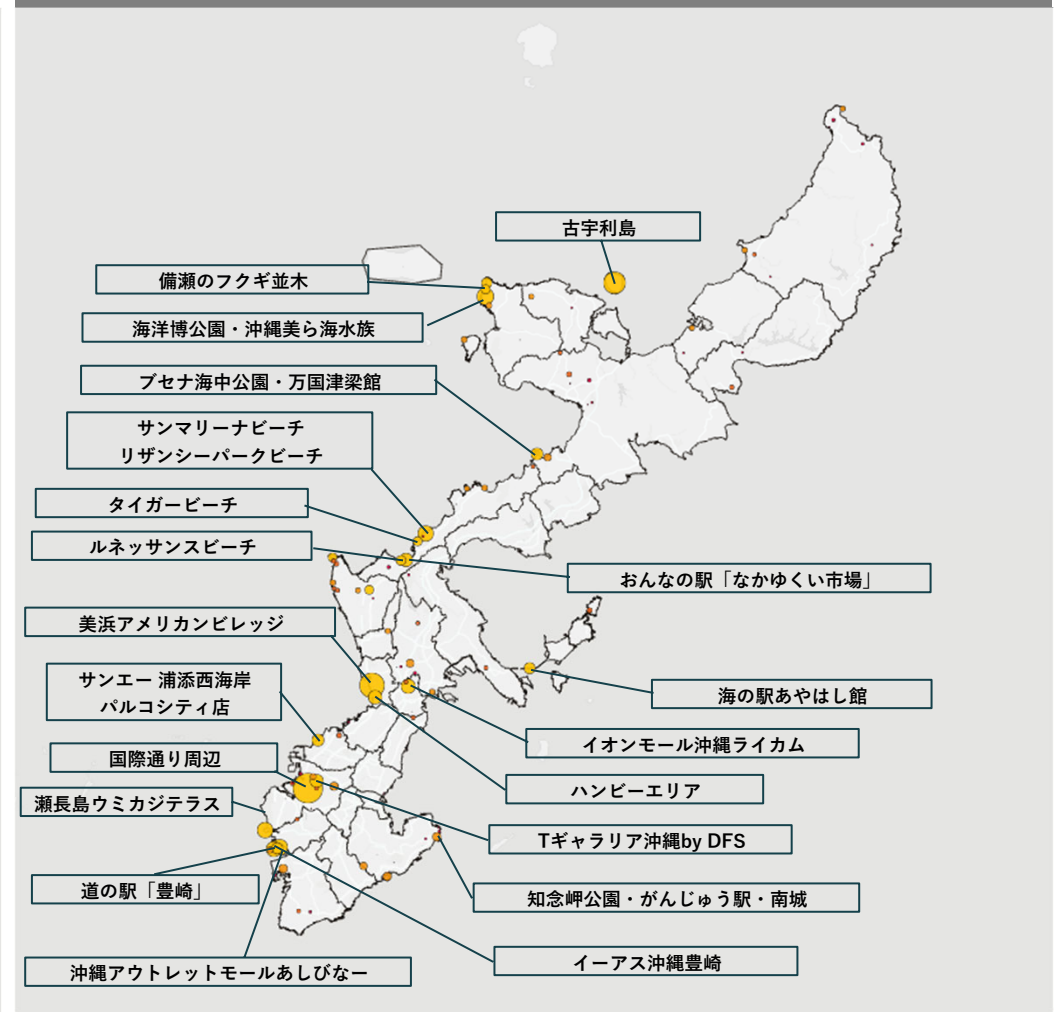 古宇利島
備瀬のフクギ並木
海洋博公園・沖縄美ら海水族
ブセナ海中公園・万国津梁館
サンマリーナビーチ
リザンシーパークビーチ
タイガービーチ
ルネッサンスビーチ
おんなの駅「なかゆくい市場」
美浜アメリカンビレッジ
サンエー 浦添西海岸
パルコシティ店
海の駅あやはし館
イオンモール沖縄ライカム
国際通り周辺
ハンビーエリア
瀬長島ウミカジテラス
Tギャラリア沖縄by DFS
道の駅「豊崎」
知念岬公園・がんじゅう駅・南城
イーアス沖縄豊崎
沖縄アウトレットモールあしびなー